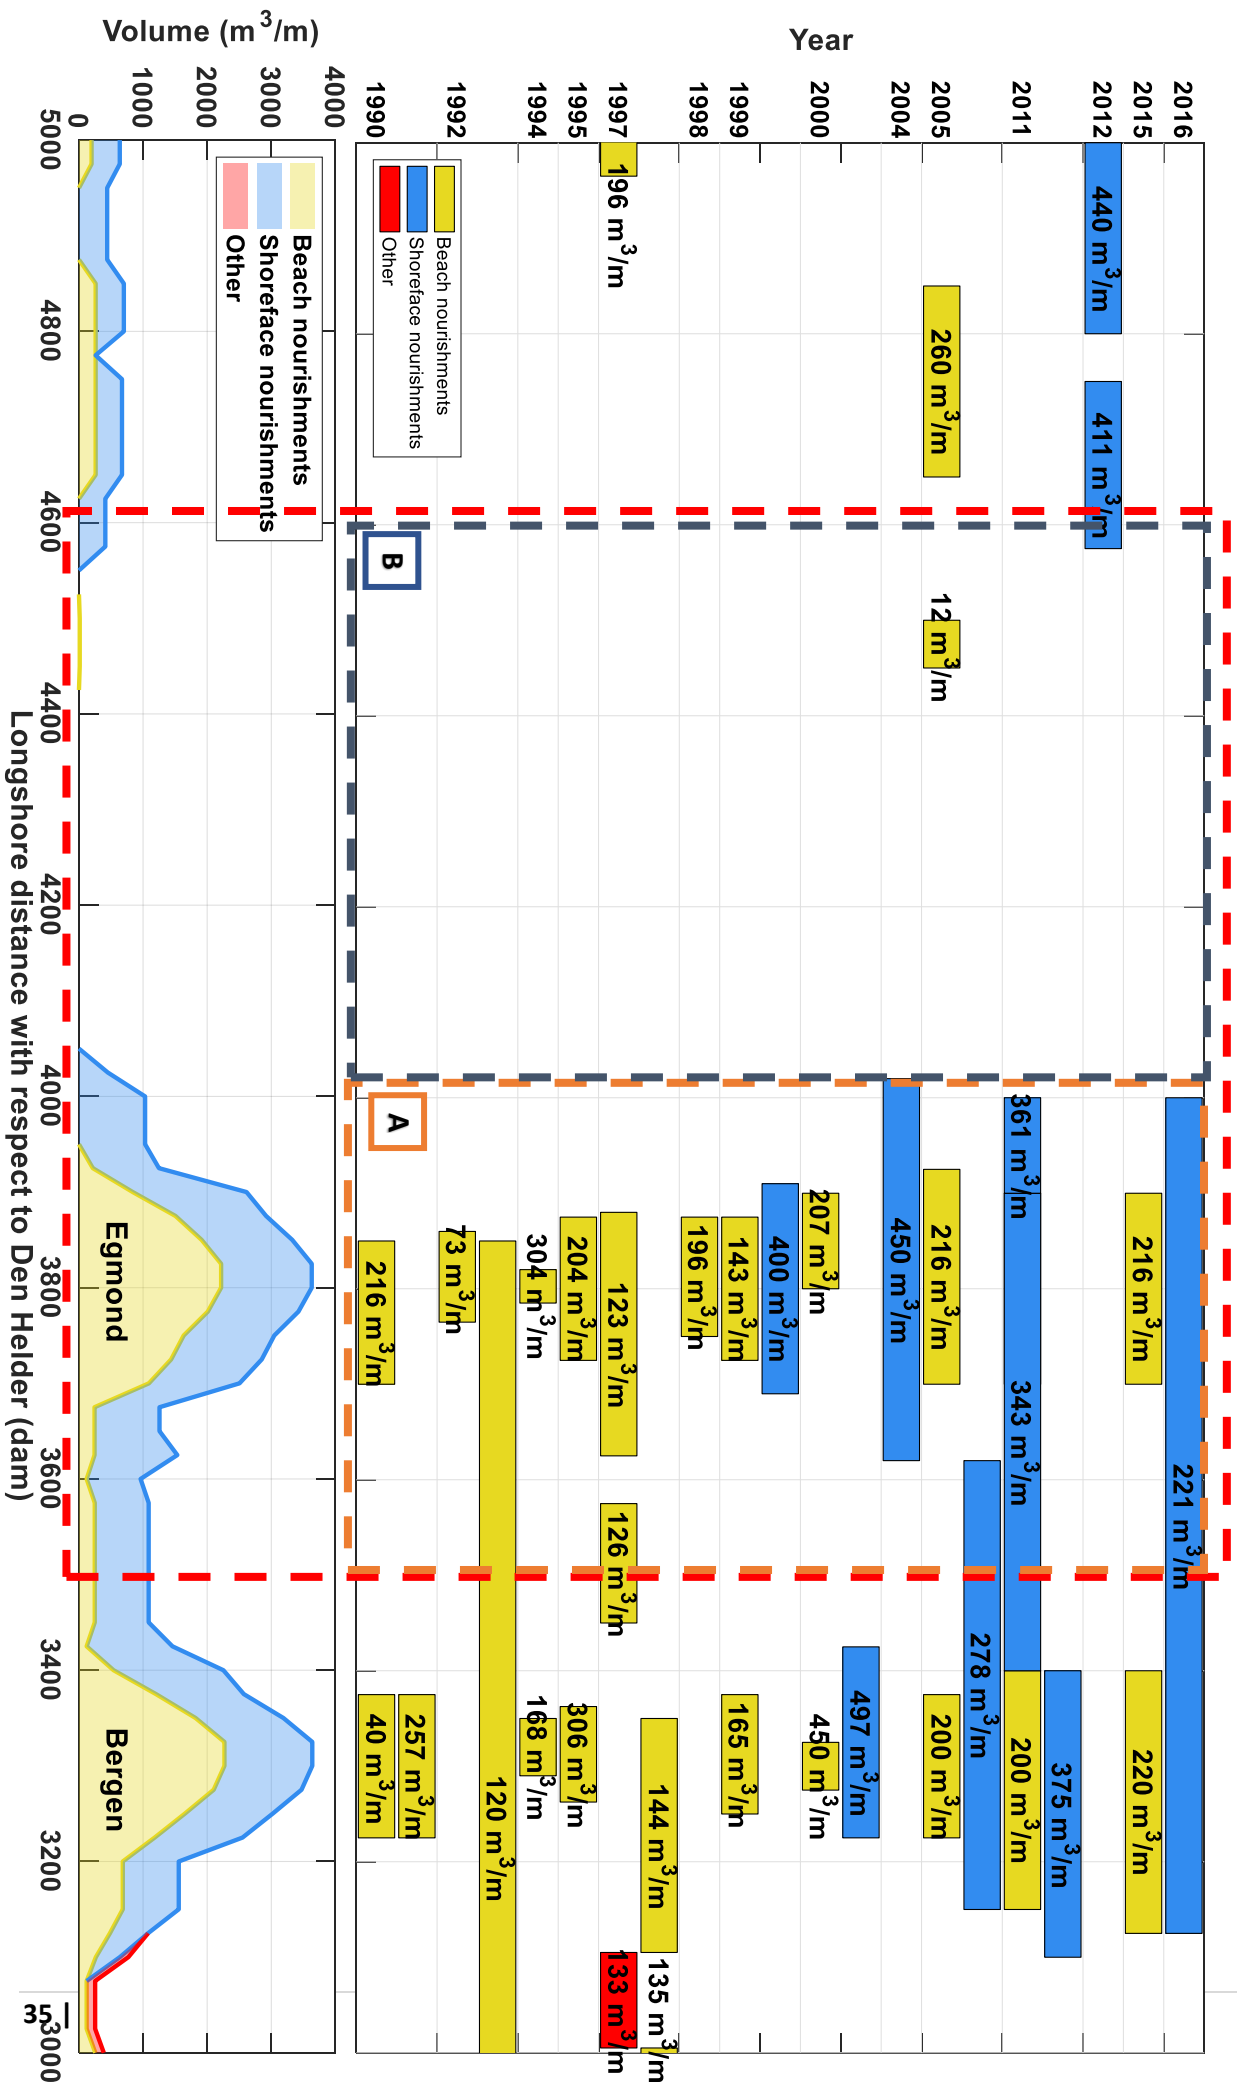 Year
2016
2015
2012
2011
2005
2004
2000
1999
1998
1997
1995
1994
1992
1990
440 m³/m
411 m³/m
260 m³/m
12 m³/m
196 m³/m
Beach nourishments
Shoreface nourishments
Other
B
A
221 m³/m
216 m³/m
220 m³/m
375 m³/m
361 m³/m
343 m³/m
200 m³/m
278 m³/m
216 m³/m
200 m³/m
450 m³/m
497 m³/m
207 m³/m
450 m³/m
400 m³/m
143 m³/m
165 m³/m
196 m³/m
144 m³/m
135 m³/m
123 m³/m
126 m³/m
133 m³/m
204 m³/m
306 m³/m
304 m³/m
168 m³/m
120 m³/m
73 m³/m
257 m³/m
216 m³/m
40 m³/m
Volume (m³/m)
4000
3000
2000
1000
0
Beach nourishments
Shoreface nourishments
Other
Egmond
Bergen
5000
4800
4600
4400
4200
4000
3800
3600
3400
3200
3000
Longshore distance with respect to Den Helder (dam)
35